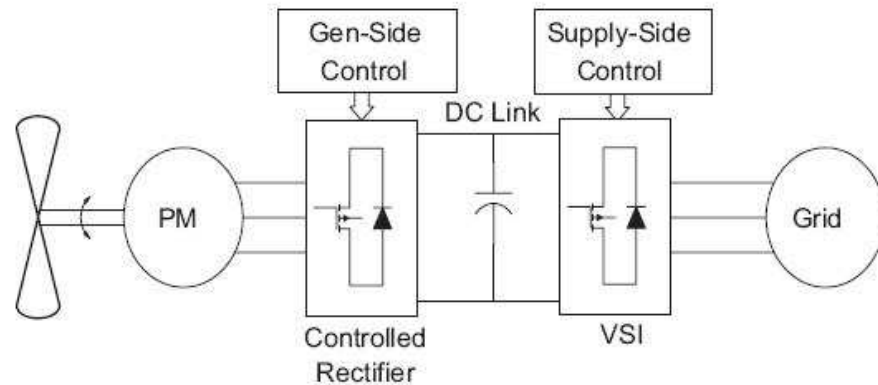 Gen-Side
Control
Supply-Side
Control
DC Link
PM
Grid
Controlled
Rectifier
VSI